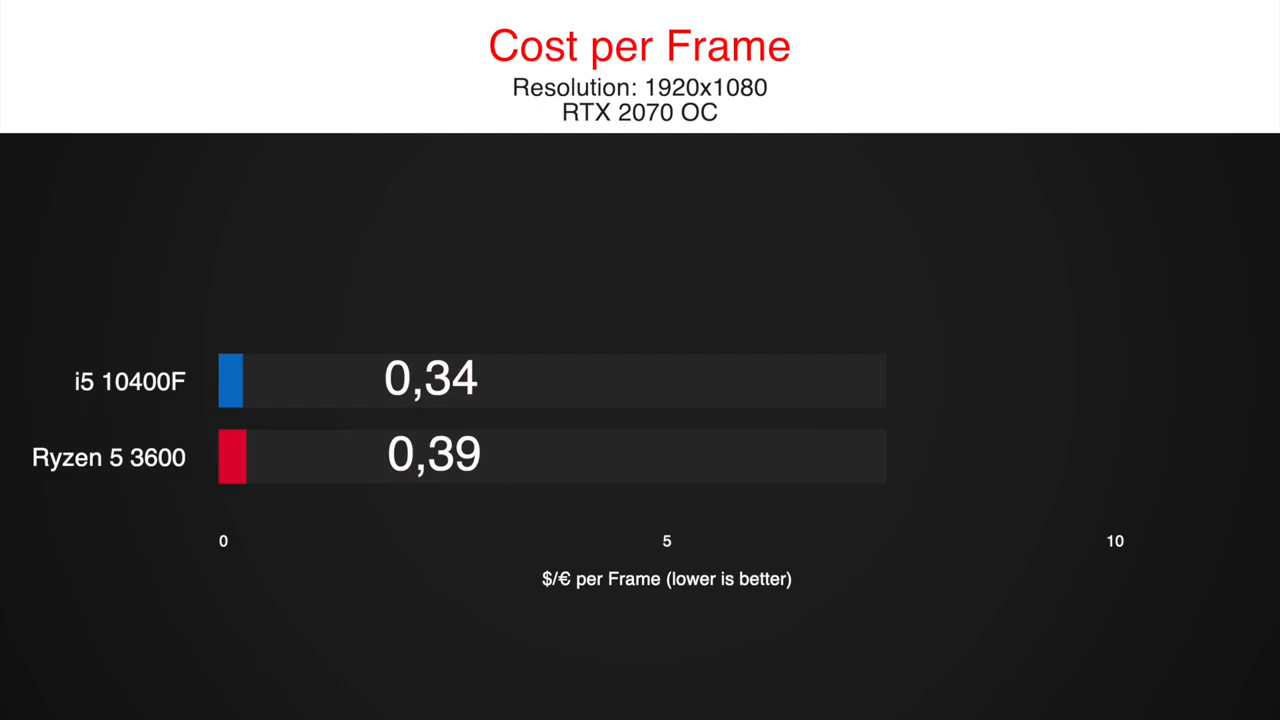 Cost per Frame
Resolution: 1920x1080
RTX 2070 OC
i5 10400F
0,34
Ryzen 5 3600
0,39
0
5
10
$/€ per Frame (lower is better)